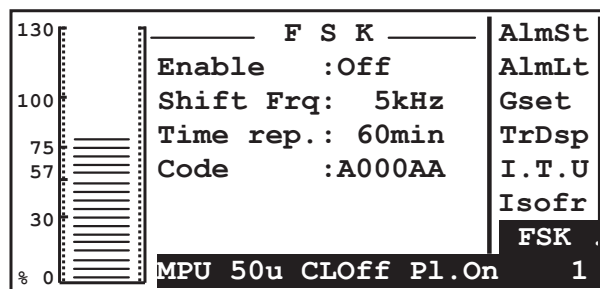 130
100
75
57
30
% 0
F S K
Enable :Off
Shift Frq: 5kHz
Time rep.: 60min
Code :A000AA
AlmSt
AlmLt
Gset
TrDsp
I.T.U
Isofr
FSK .
MPU 50u CLOff Pl.On 1